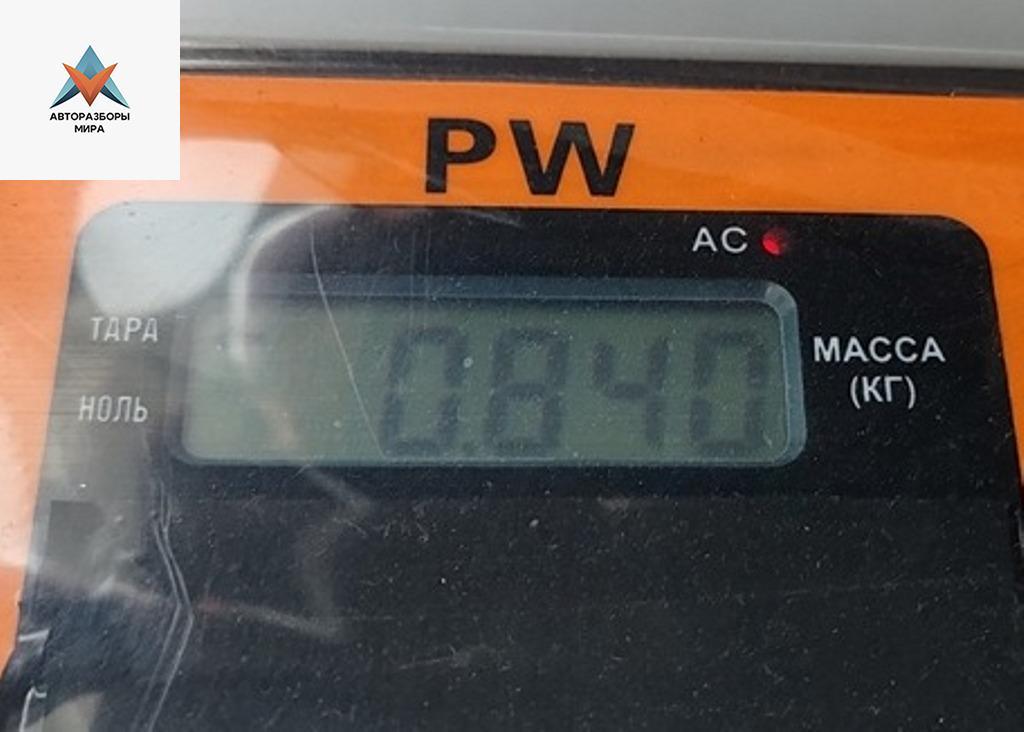 АВТОРАЗБОРЫ
МИРА
PW
AC
ТАРА
0.840
МАССА
(КГ)
НОЛЬ